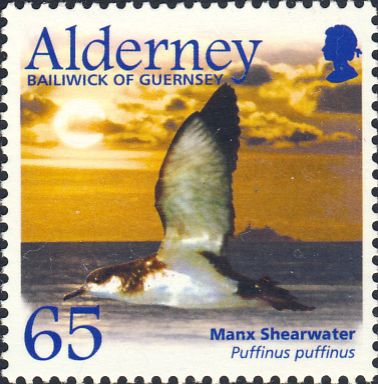 Alderney
BAILIWICK OF GUERNSEY
65
Manx Shearwater
Puffinus puffinus